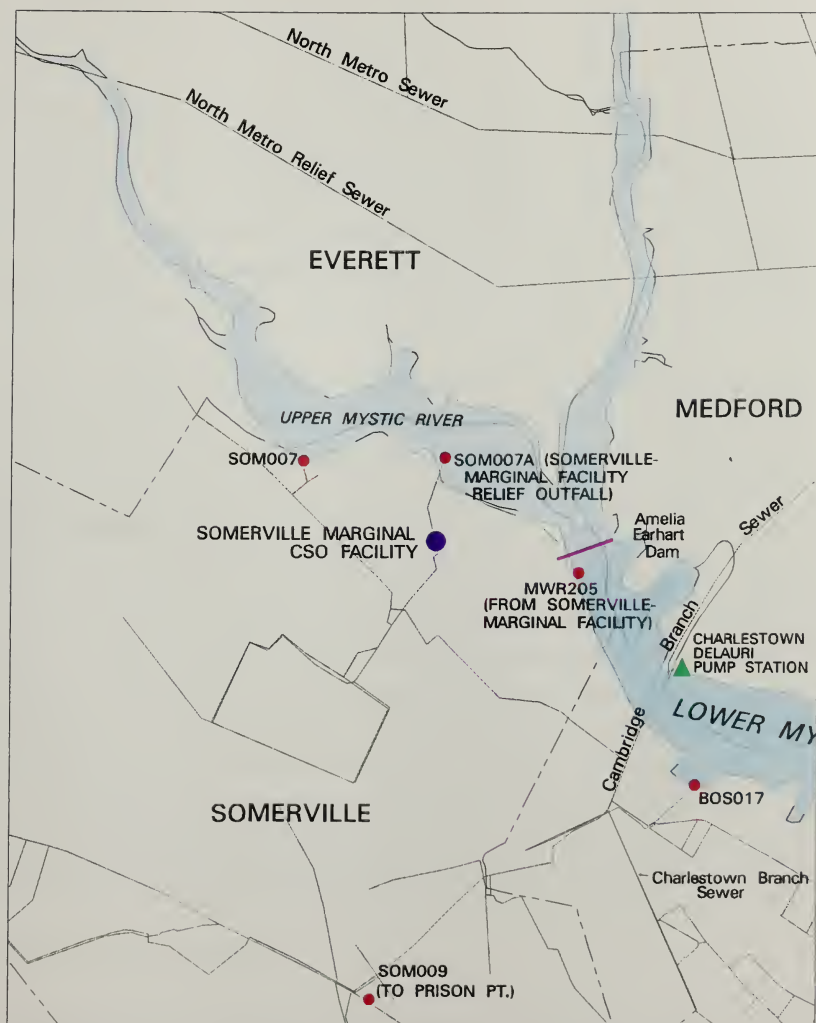 North Metro Sewer
North Metro Relief Sewer
EVERETT
MEDFORD
UPPER MYSTIC RIVER
SOM007
SOM007A (SOMERVILLE-
MARGINAL FACILITY
RELIEF OUTFALL)
SOMERVILLE MARGINAL
CSO FACILITY
Amelia
Earhart
Dam
MWR205
(FROM SOMERVILLE-
MARGINAL FACILITY)
Cambridge Branch Sewer
CHARLESTOWN
DELAURI
PUMP STATION
LOWER MY
BOS017
SOMERVILLE
Charlestown Branch
Sewer
SOM009
(TO PRISON PT.)